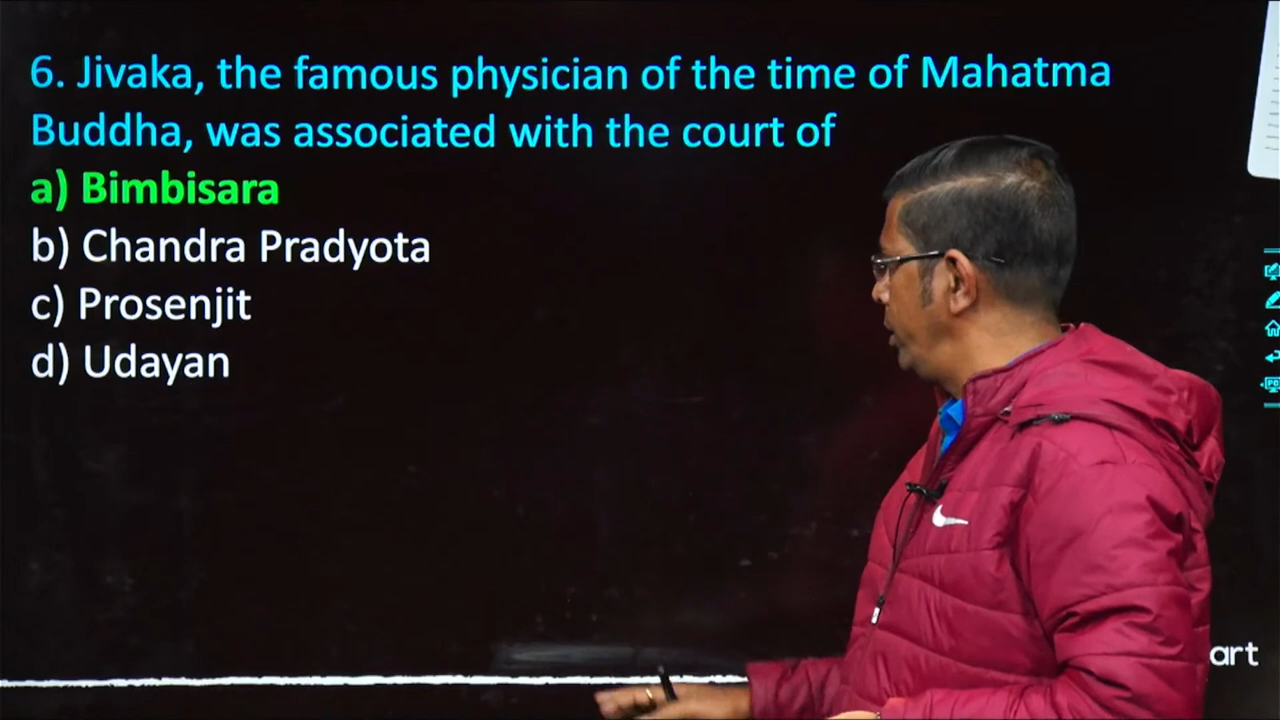 6. Jivaka, the famous physician of the time of Mahatma
Buddha, was associated with the court of
a) Bimbisara
b) Chandra Pradyota
c) Prosenjit
d) Udayan
art